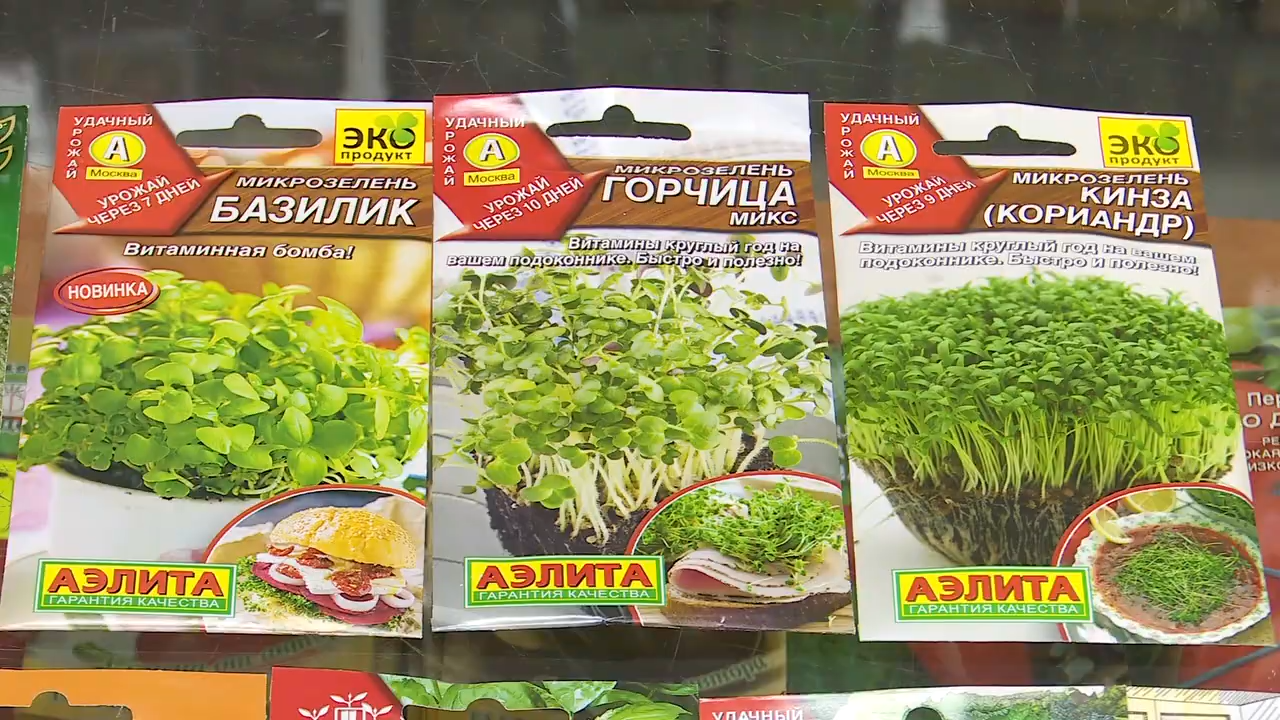 УДАЧНЫЙ
УРОЖАЙ
А
Москва
УРОЖАЙ
ЧЕРЕЗ 7 ДНЕЙ
ЭКО
продукт
МИКРОЗЕЛЕНЬ
БАЗИЛИК
Витаминная бомба!
НОВИНКА
АЭЛИТА
ГАРАНТИЯ КАЧЕСТВА
УДАЧНЫЙ
УРОЖАЙ
А
Москва
УРОЖАЙ
ЧЕРЕЗ 10 ДНЕЙ
МИКРОЗЕЛЕНЬ
ГОРЧИЦА
МИКС
Витамины круглый год на
вашем подоконнике. Быстро и полезно!
АЭЛИТА
ГАРАНТИЯ КАЧЕСТВА
УДАЧНЫЙ
УРОЖАЙ
А
Москва
УРОЖАЙ
ЧЕРЕЗ 9 ДНЕЙ
ЭКО
продукт
МИКРОЗЕЛЕНЬ
КИНЗА
(КОРИАНДР)
Витамины круглый год на вашем
подоконнике. Быстро и полезно!
АЭЛИТА
ГАРАНТИЯ КАЧЕСТВА
УДАЧНЫЙ